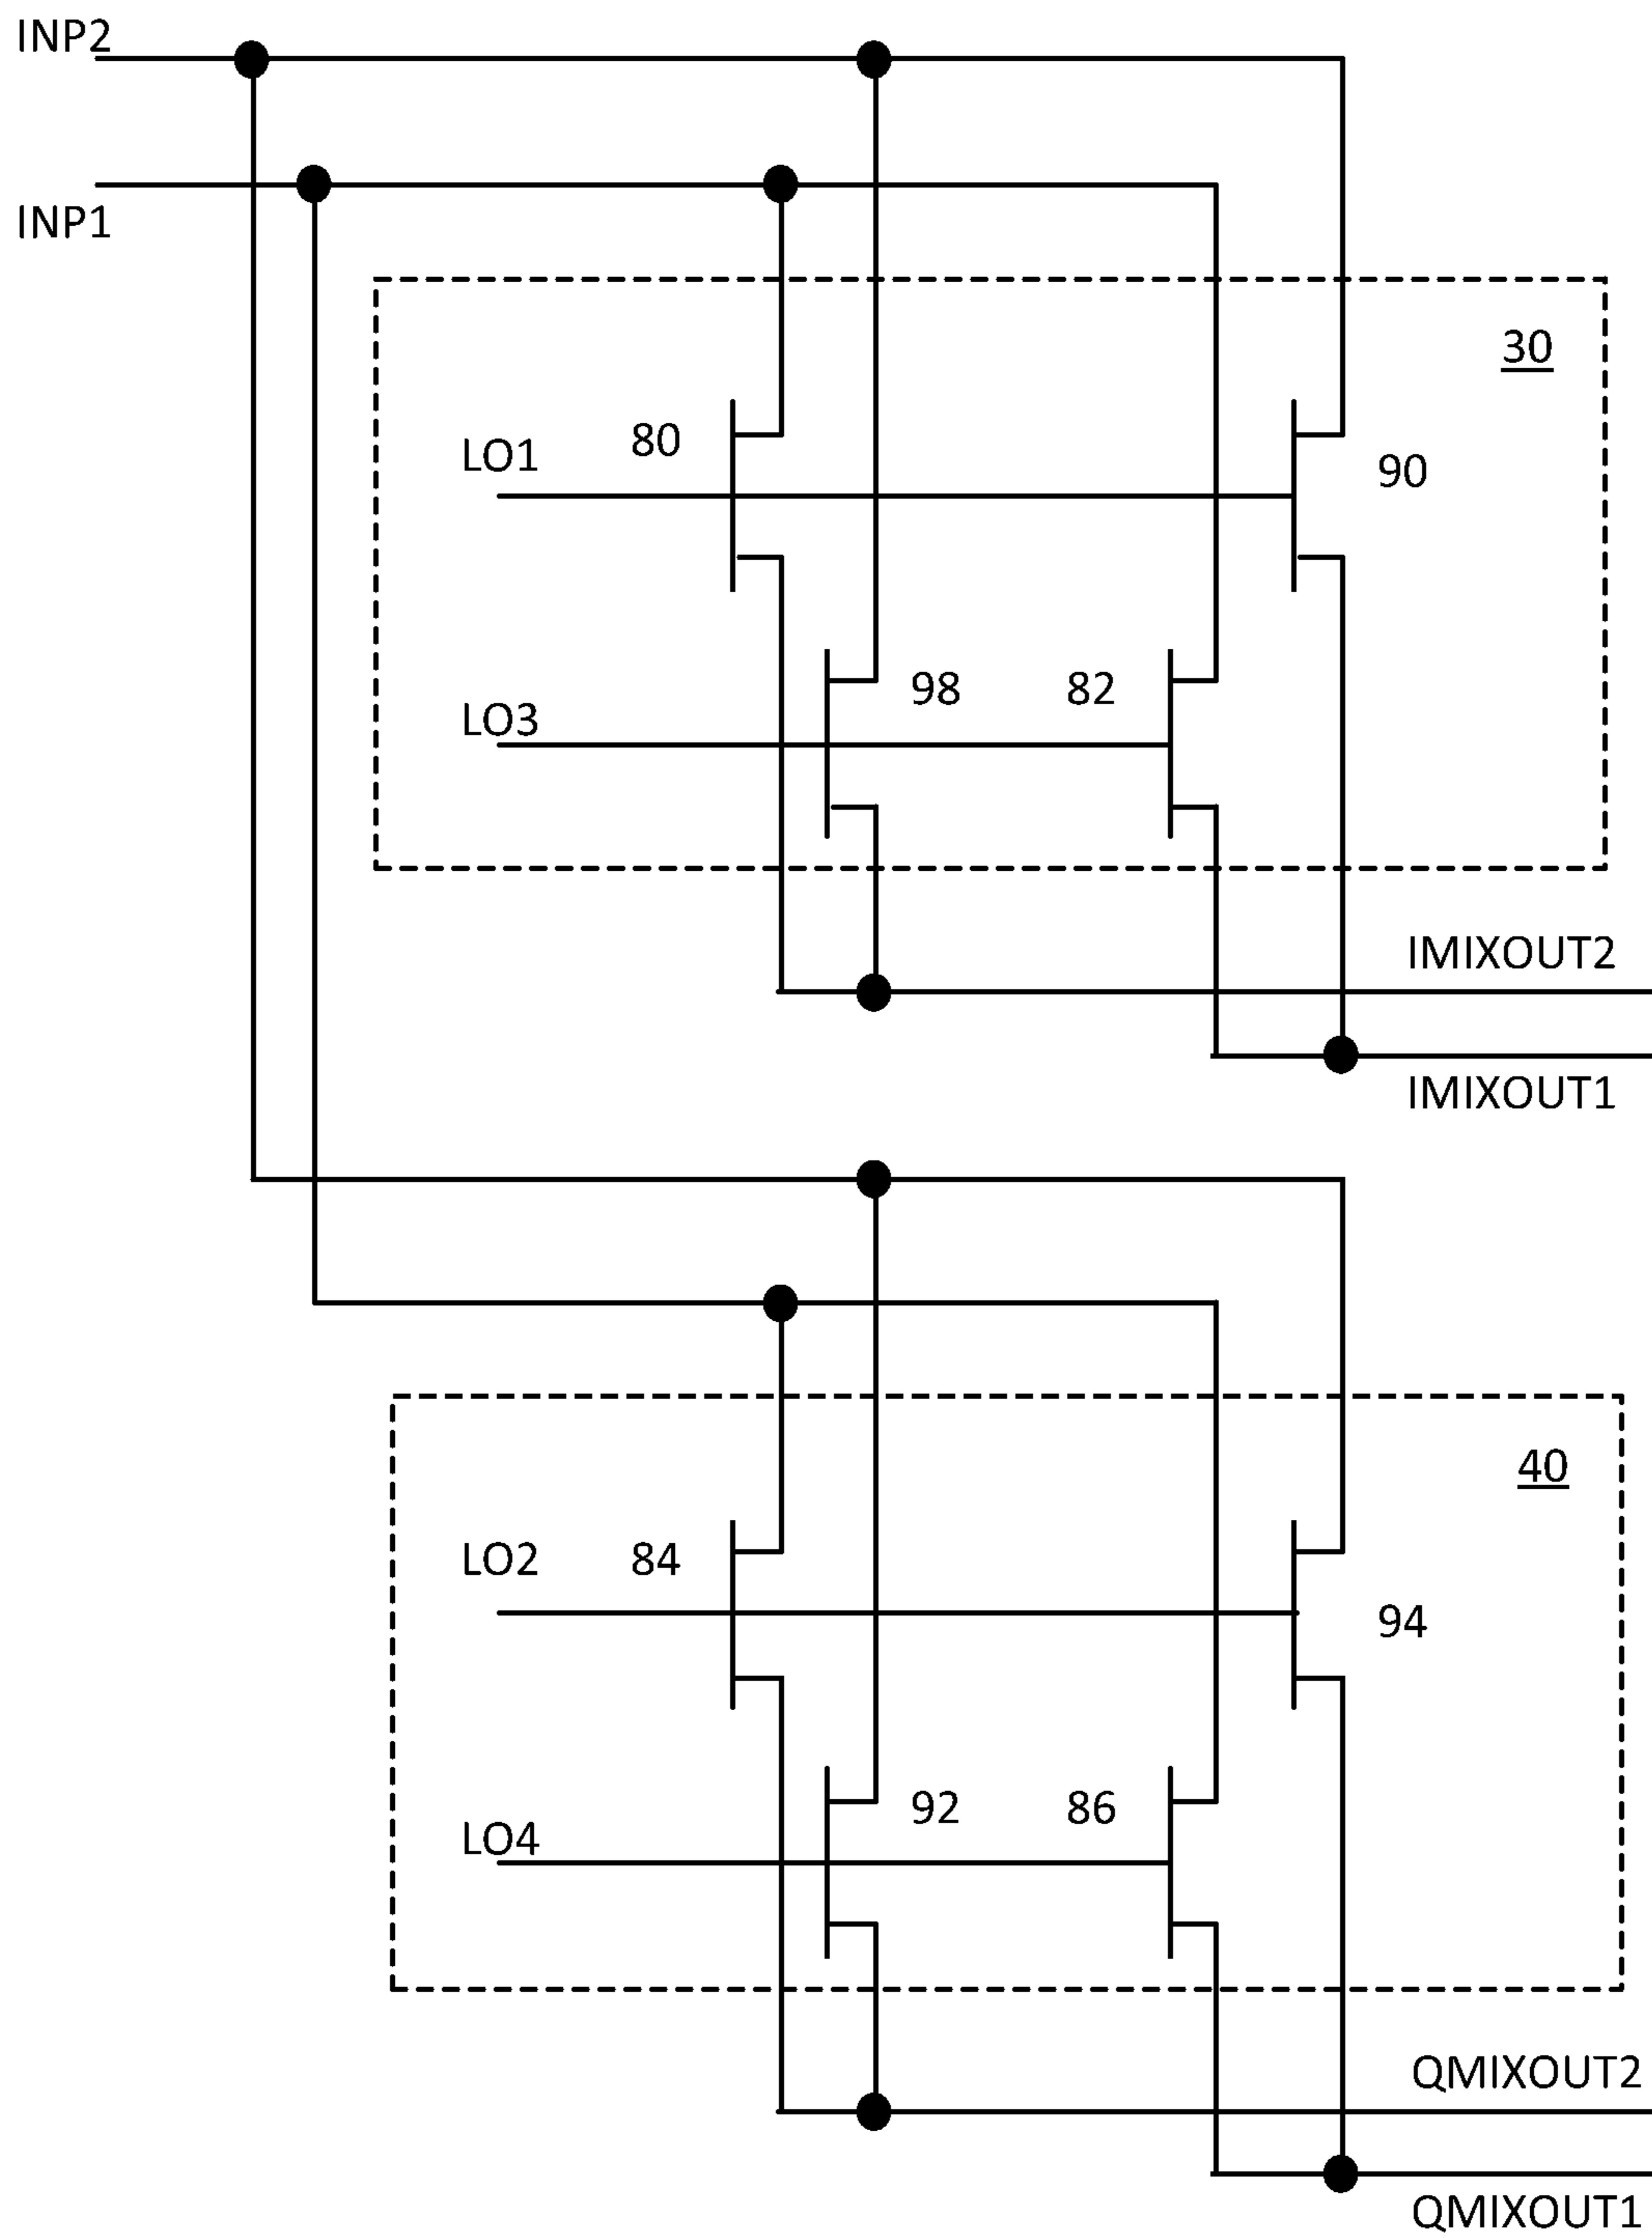 INP2
INP1
30
80
LO1
90
98
82
LO3
IMIXOUT2
IMIXOUT1
40
LO2
84
94
92
86
LO4
QMIXOUT2
QMIXOUT1